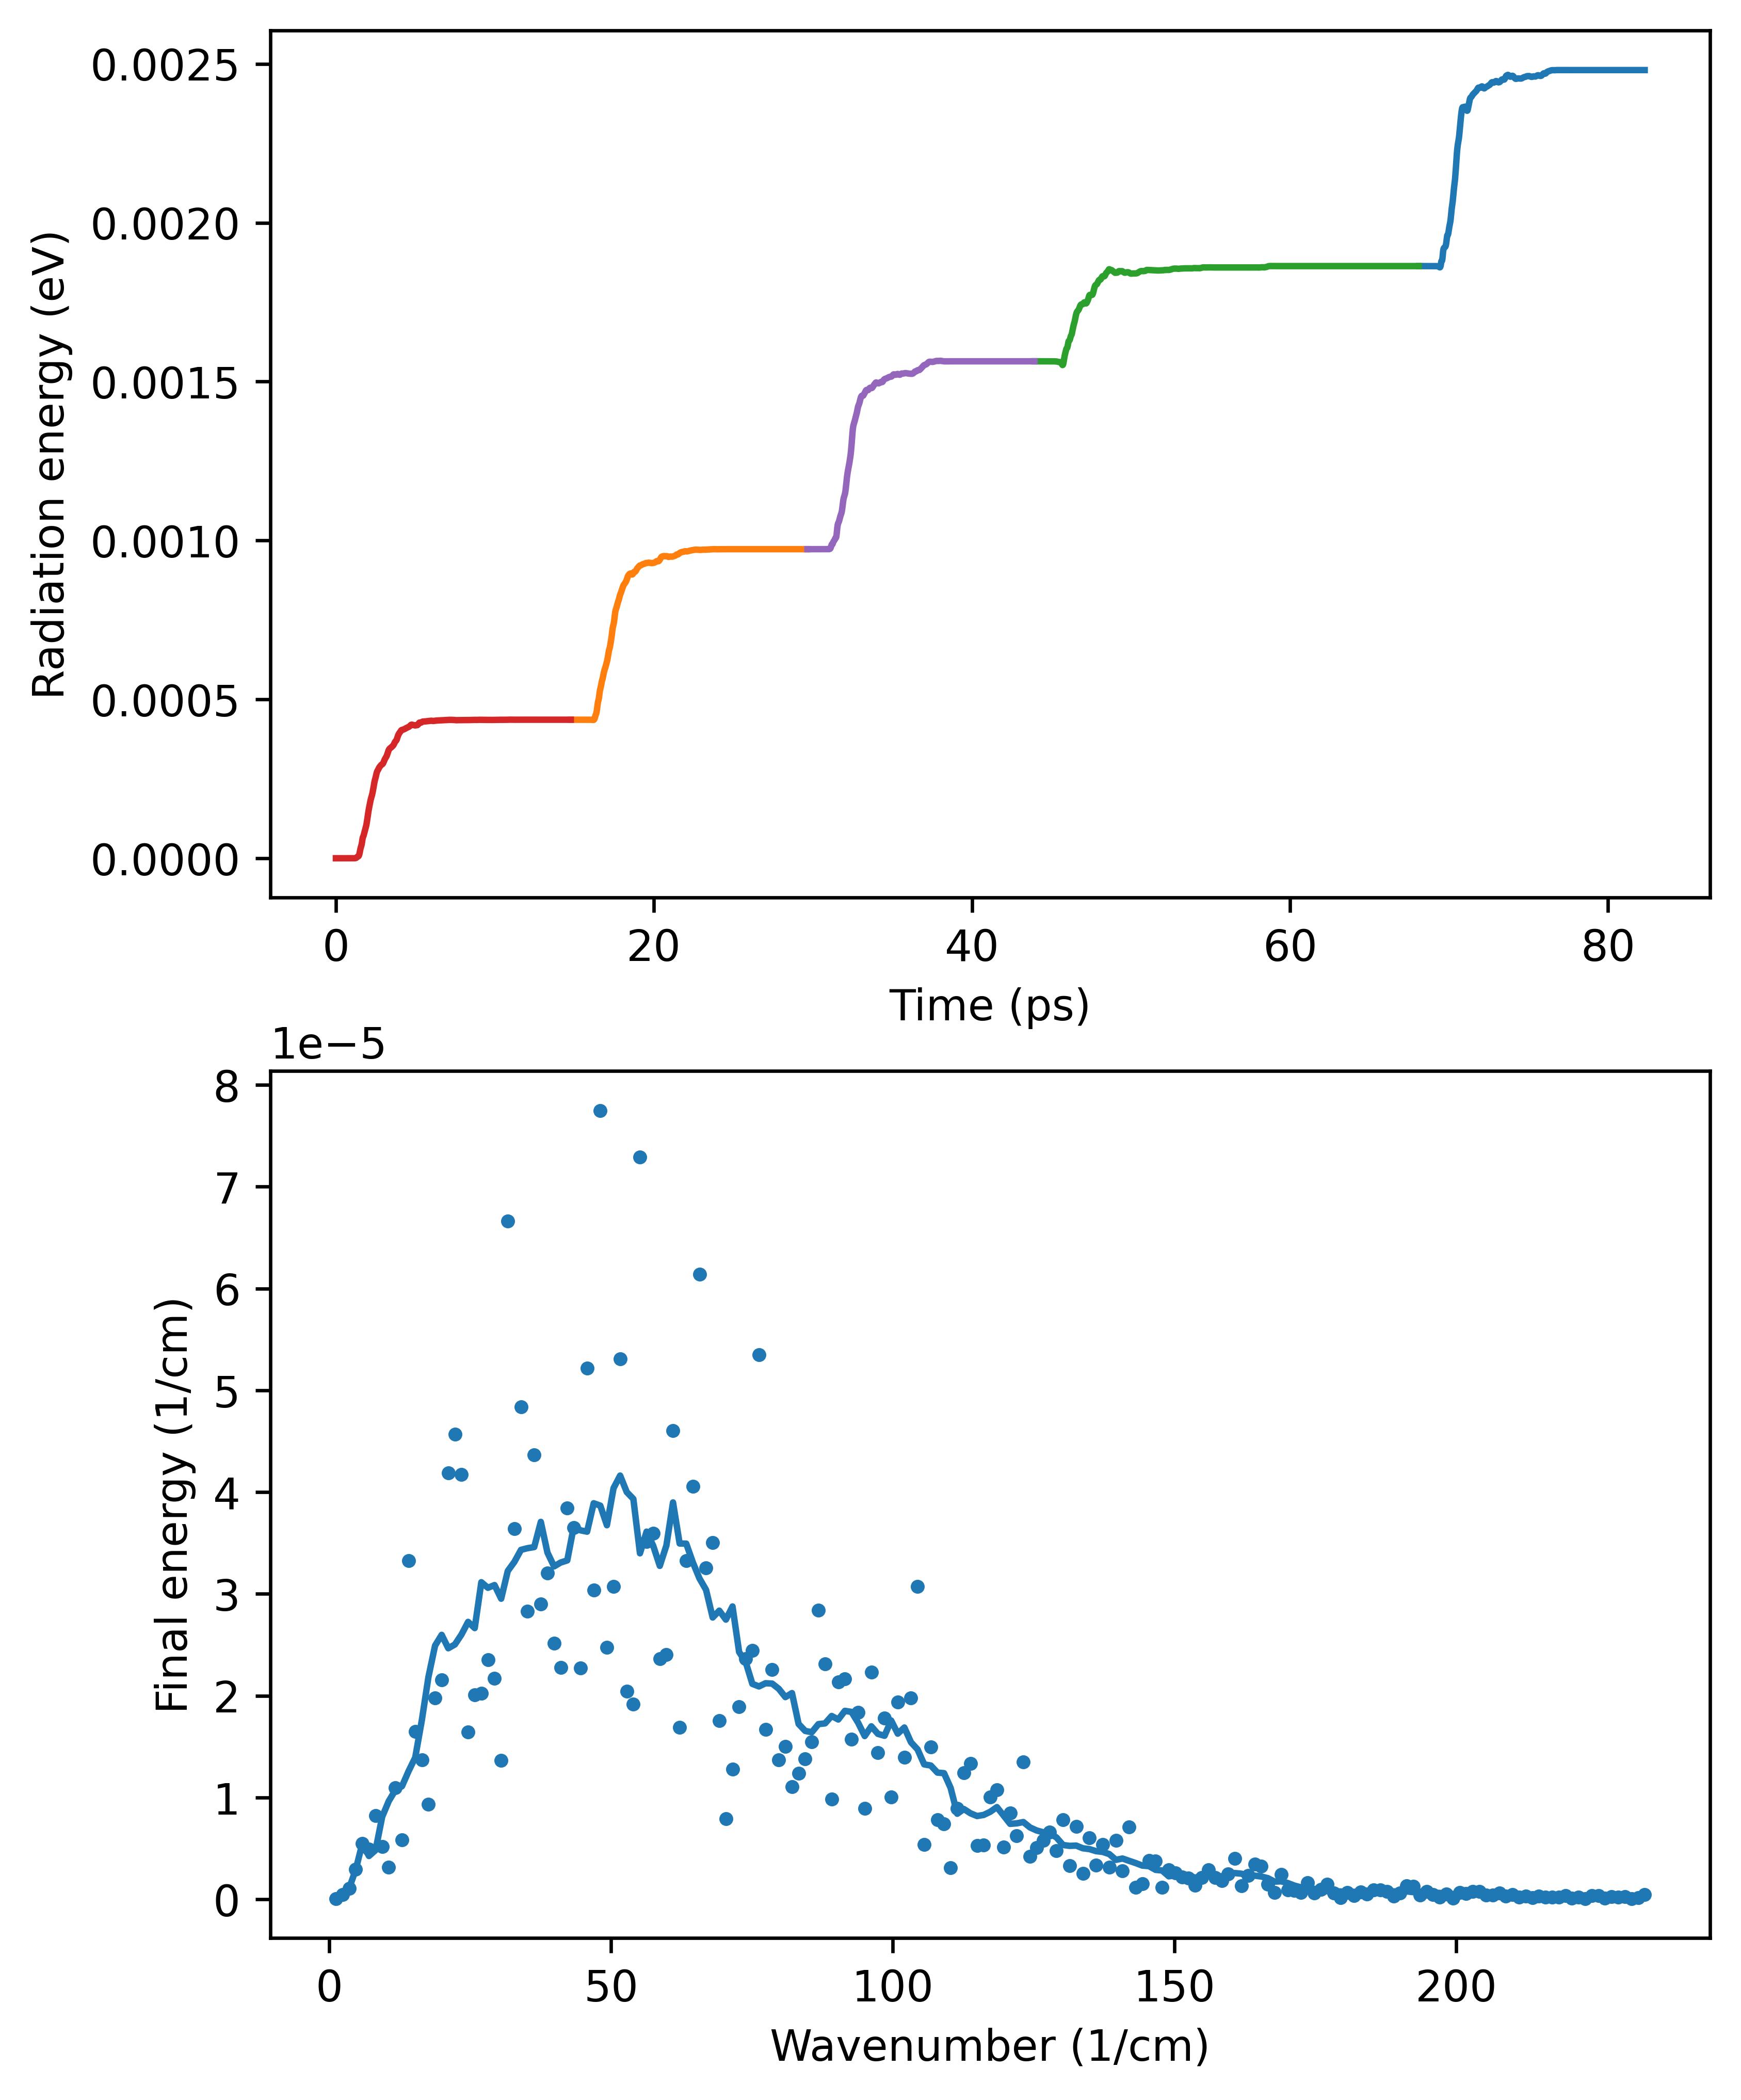 0.0025
0.0020
0.0015
0.0010
0.0005
0.0000
Radiation energy (eV)
0 20 40 60 80
Time (ps)
1e−5
8
7
6
5
4
3
2
1
0
Final energy (1/cm)
0 50 100 150 200
Wavenumber (1/cm)